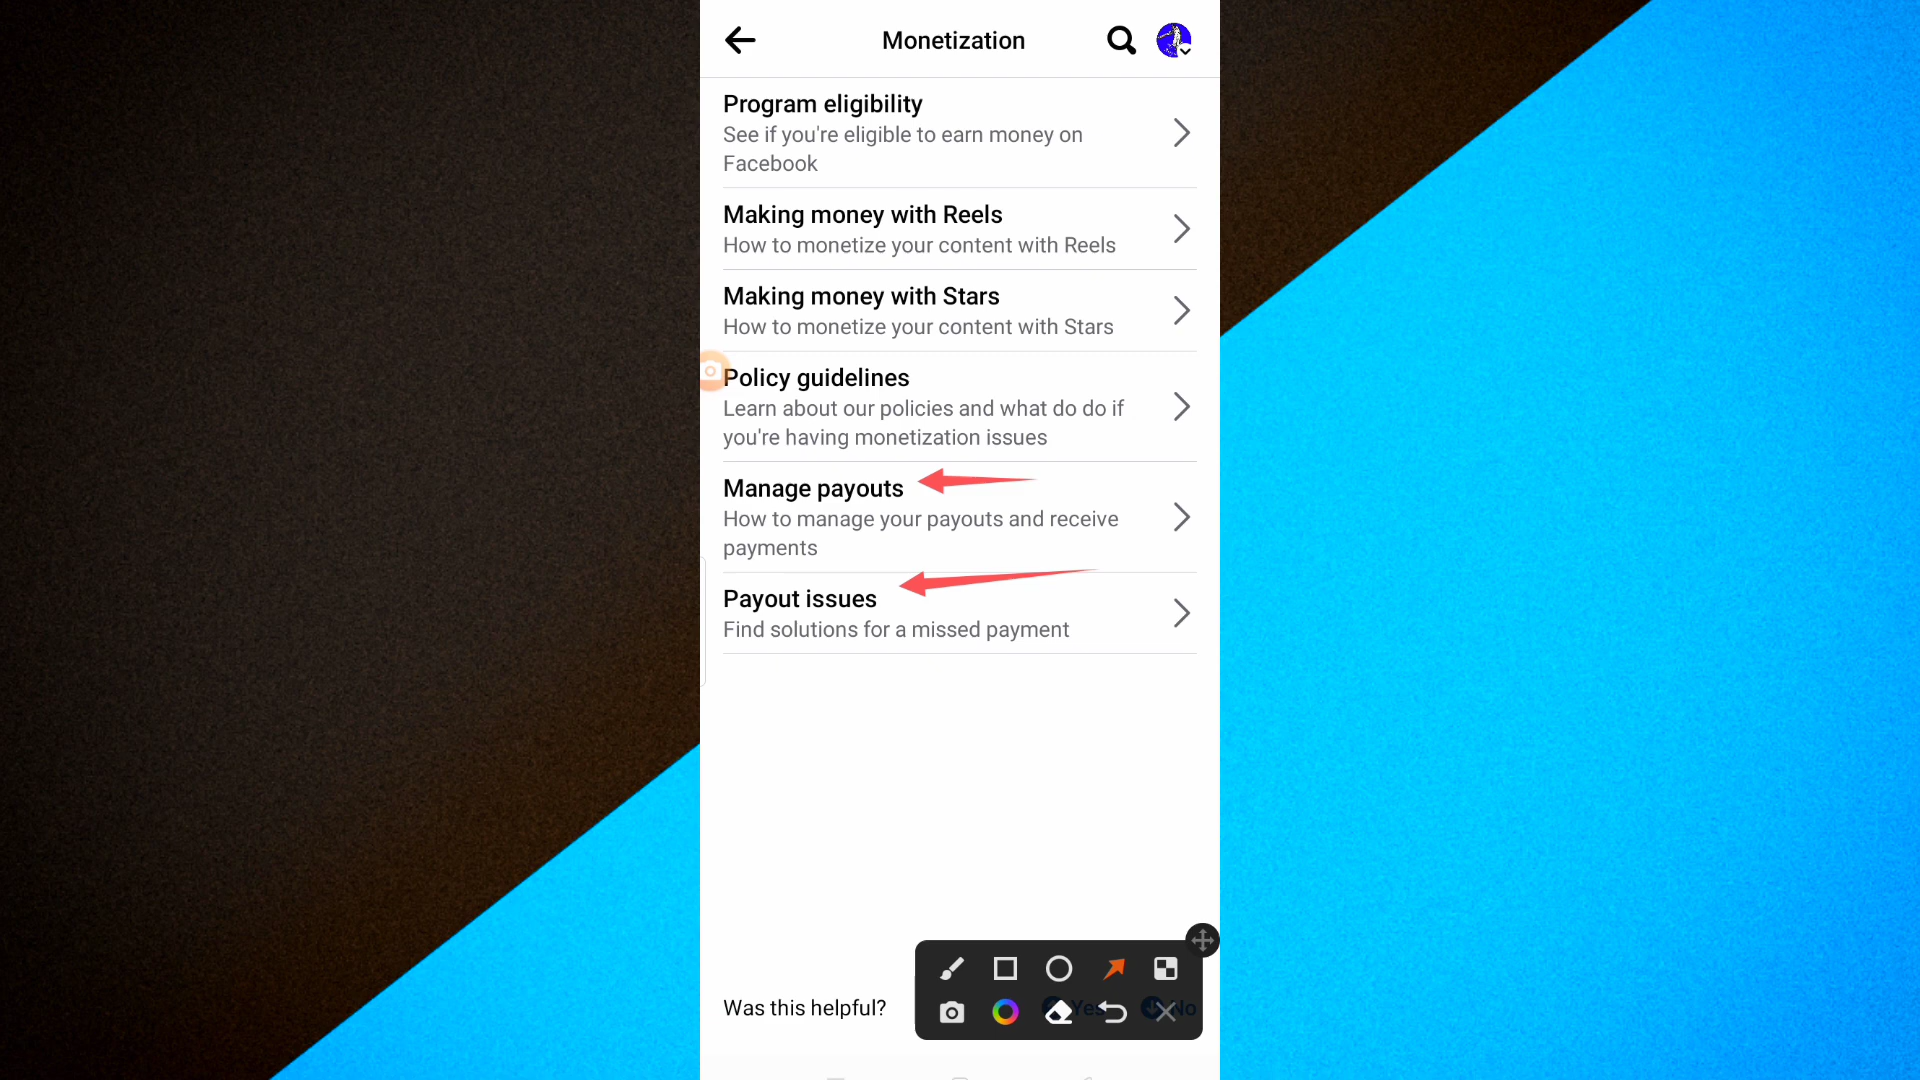 Monetization
Program eligibility
See if you're eligible to earn money on
Facebook
Making money with Reels
How to monetize your content with Reels
Making money with Stars
How to monetize your content with Stars
Policy guidelines
Learn about our policies and what do do if
you're having monetization issues
Manage payouts
How to manage your payouts and receive
payments
Payout issues
Find solutions for a missed payment
Was this helpful?
Yes
No